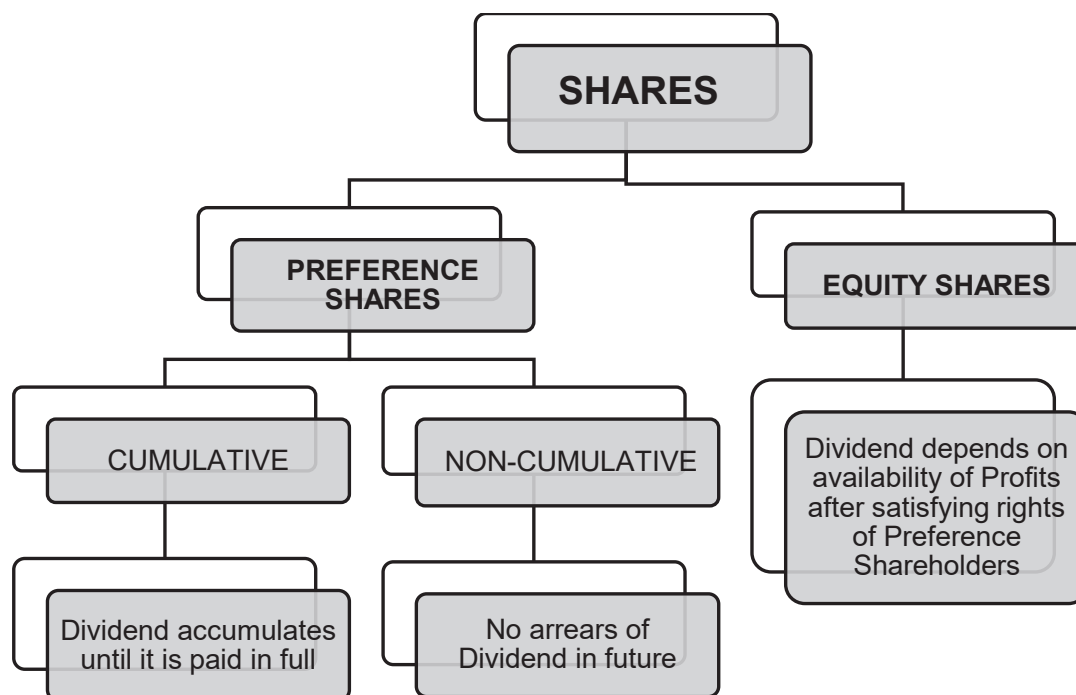 SHARES
PREFERENCE
SHARES
EQUITY SHARES
CUMULATIVE
NON-CUMULATIVE
Dividend depends on
availability of Profits
after satisfying rights
of Preference
Shareholders
Dividend accumulates
until it is paid in full
No arrears of
Dividend in future